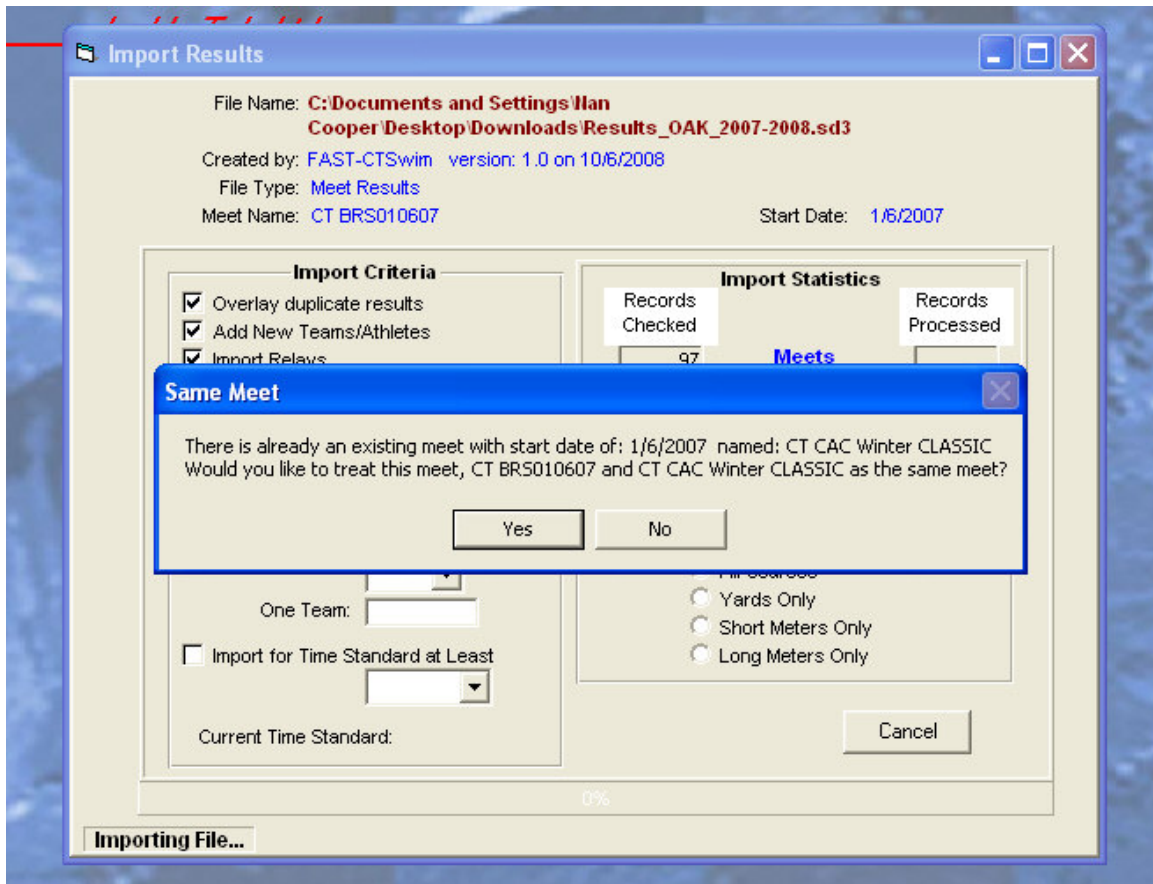 Import Results
File Name: C:\Documents and Settings\Nan
Cooper\Desktop\Downloads\Results_OAK_2007-2008.sd3
Created by: FAST-CTSwim version: 1.0 on 10/6/2008
File Type: Meet Results
Meet Name: CT BRS010607 Start Date: 1/6/2007
Import Criteria
Overlay duplicate results
Add New Teams/Athletes
Import Relays
Import Statistics
Records Records
Checked Processed
97 Meets
Same Meet
There is already an existing meet with start date of: 1/6/2007 named: CT CAC Winter CLASSIC
Would you like to treat this meet, CT BRS010607 and CT CAC Winter CLASSIC as the same meet?
Yes No
One Team:
Import for Time Standard at Least
Current Time Standard:
Yards Only
Short Meters Only
Long Meters Only
Cancel
0%
Importing File...